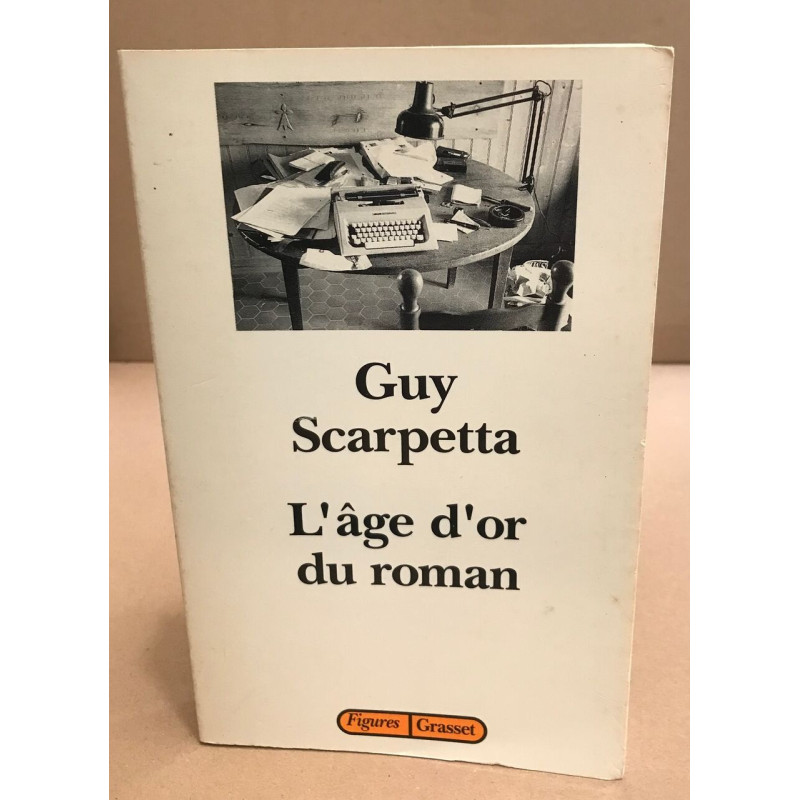 Guy
Scarpetta
L'âge d'or
du roman
Figures Grasset